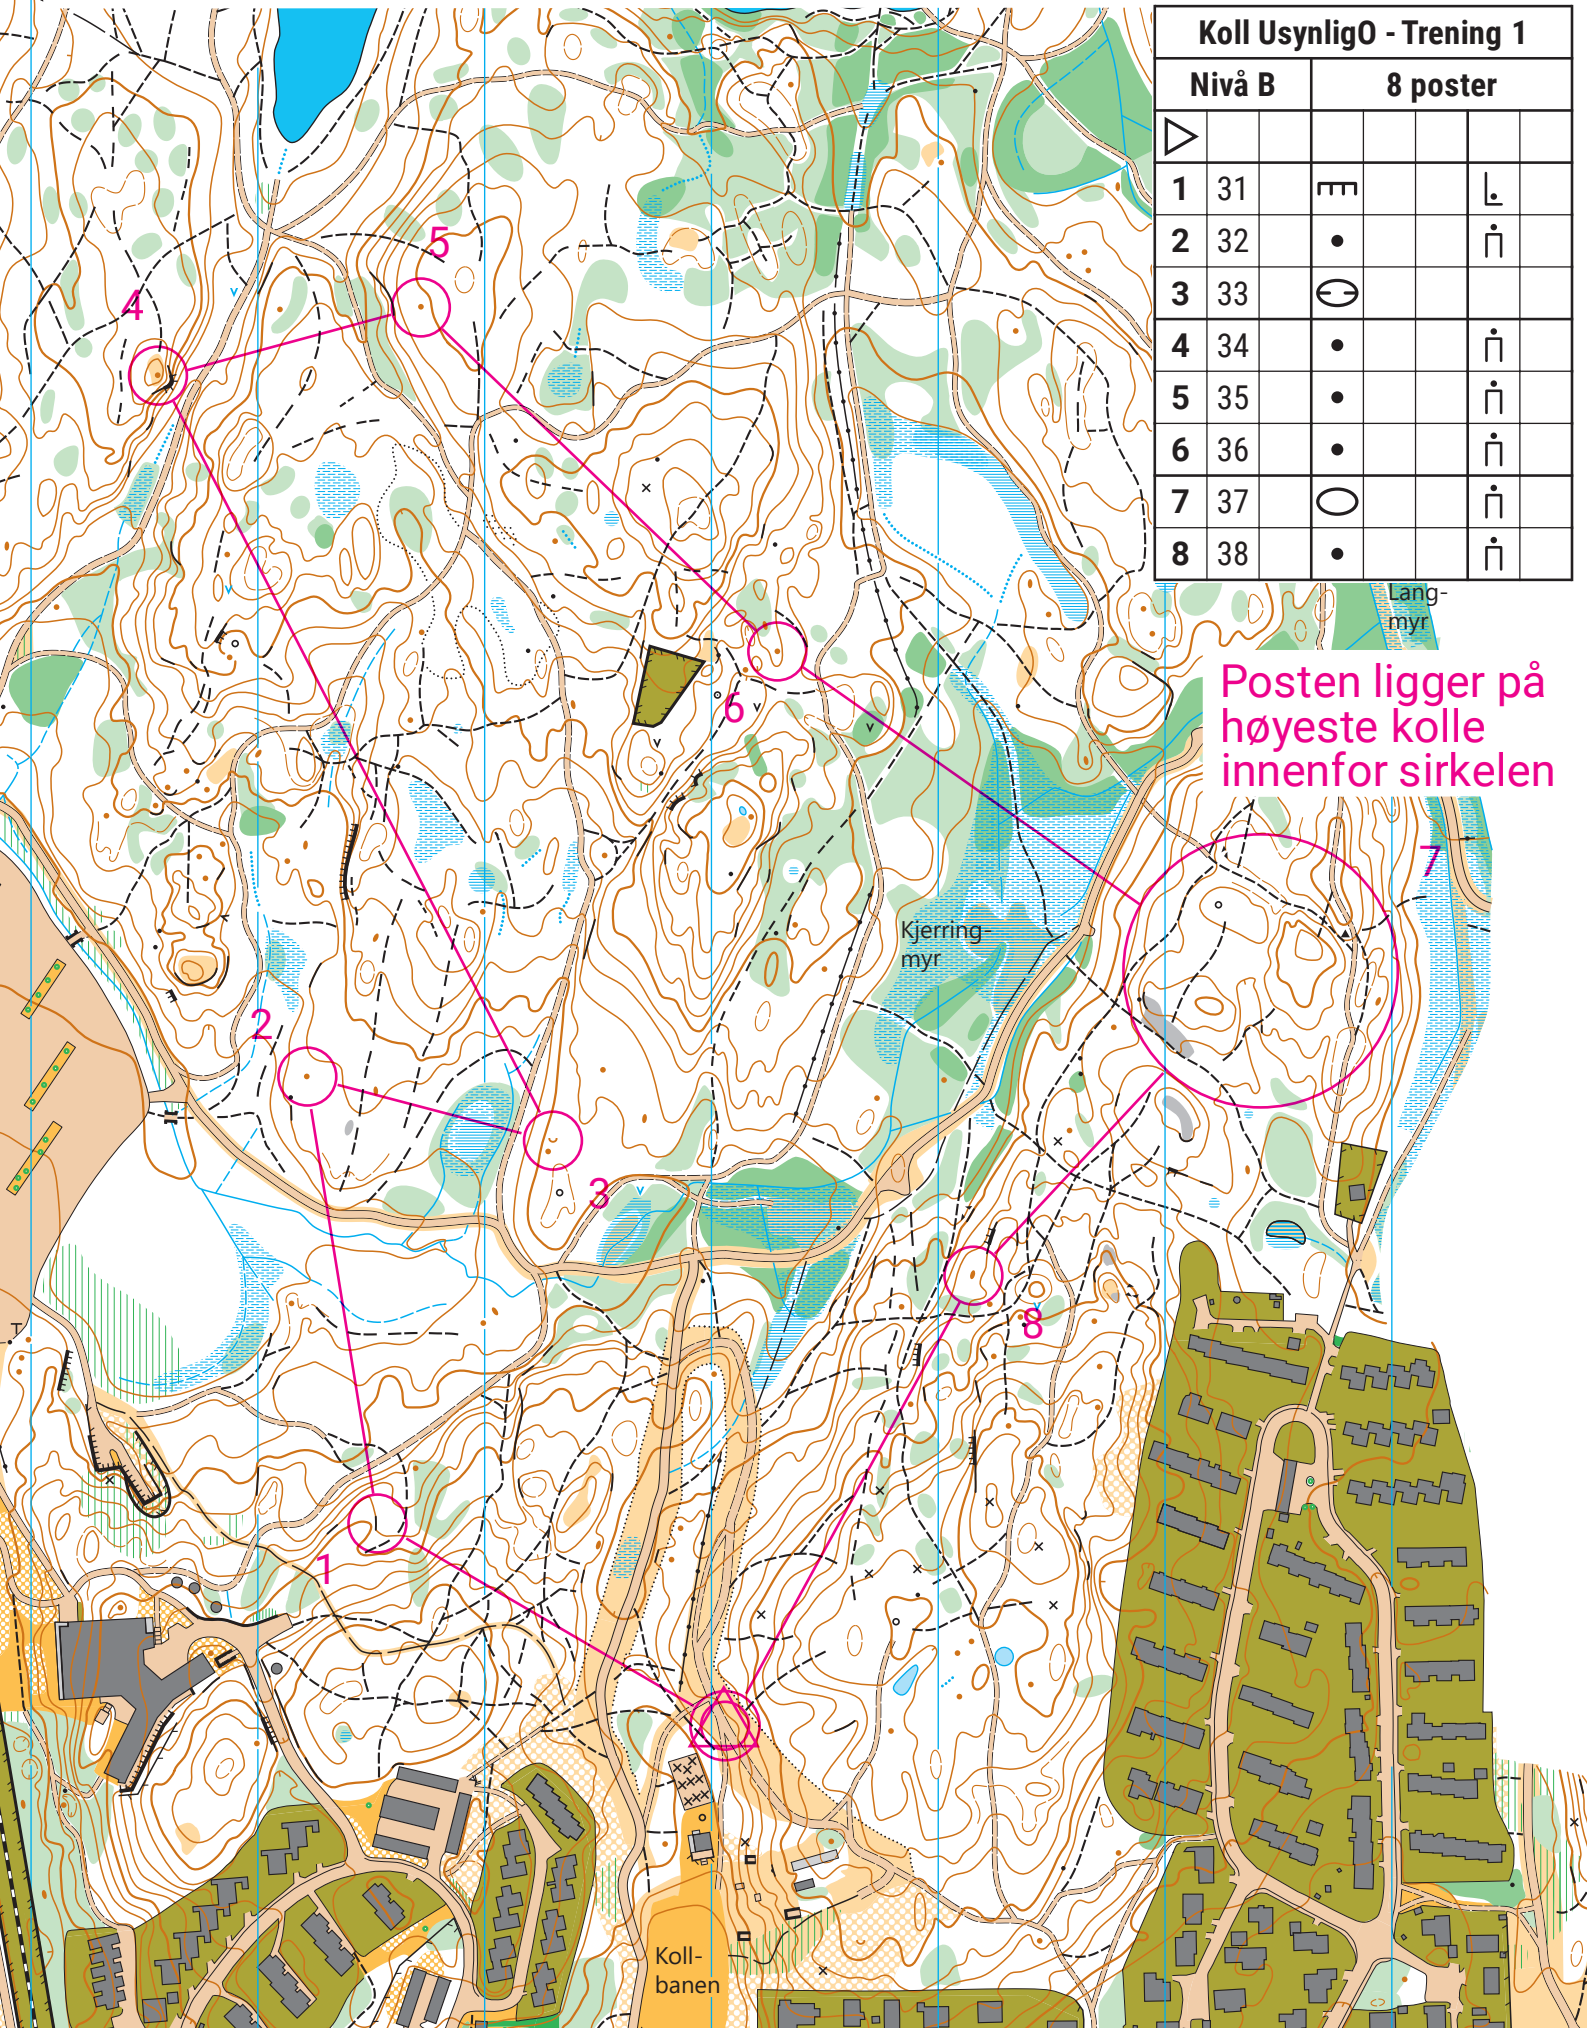 Koll UsynligO - Trening 1
Nivå B 8 poster
1 31
2 32
3 33
4 34
5 35
6 36
7 37
8 38
5
4
Lang-
myr
Posten ligger på
høyeste kolle
innenfor sirkelen
6
7
Kjerring-
myr
2
3
8
1
Koll-
banen